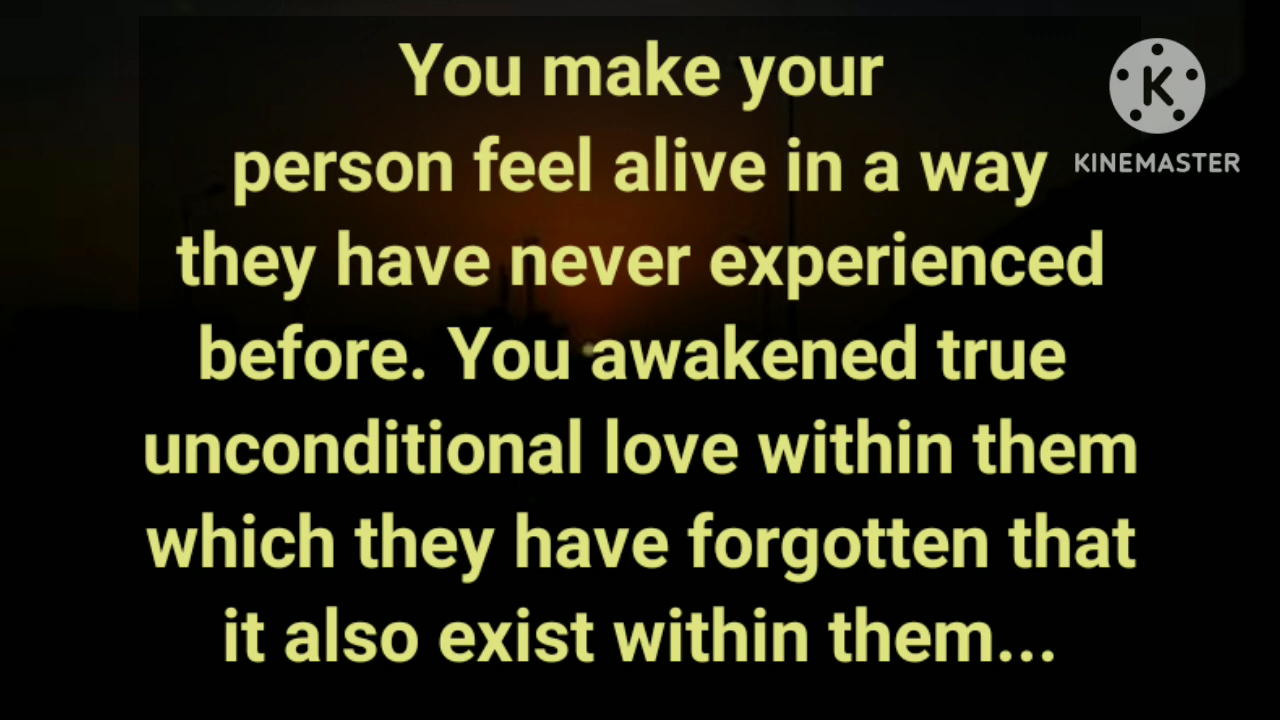 You make your
person feel alive in a way
they have never experienced
before. You awakened true
unconditional love within them
which they have forgotten that
it also exist within them...
K
KINEMASTER